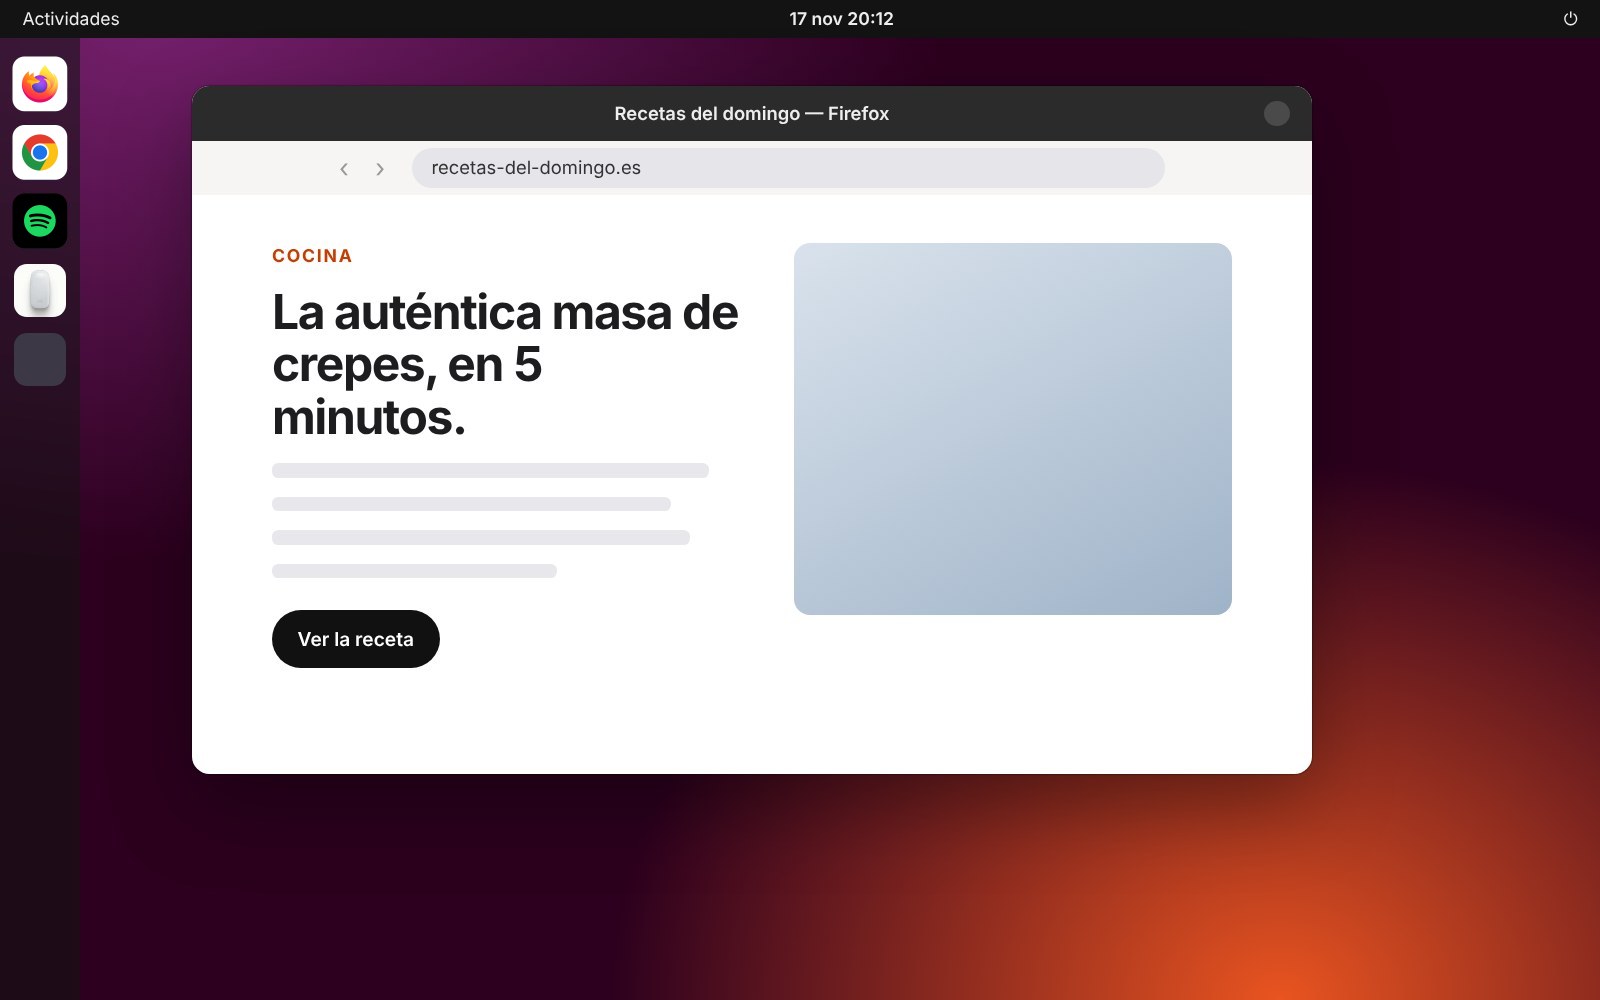 Actividades
17 nov 20:12
Recetas del domingo — Firefox
recetas-del-domingo.es
COCINA
La auténtica masa de
crepes, en 5
minutos.
Ver la receta